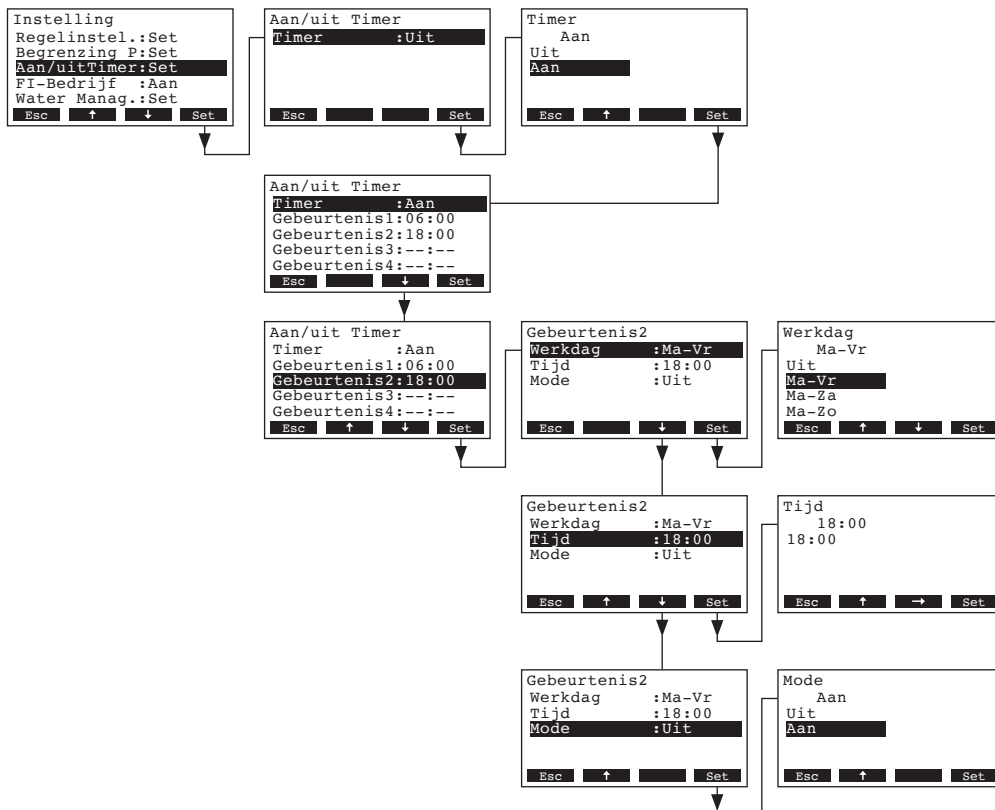 Instelling
Regelinstel.:Set
Begrenzing P:Set
Aan/uitTimer:Set
FI-Bedrijf :Aan
Water Manag.:Set
Esc ↑ ↓ Set
Aan/uit Timer
Timer :Uit
Esc Set
Timer
Aan
Uit
Aan
Esc ↑ Set
Aan/uit Timer
Timer :Aan
Gebeurtenis1:06:00
Gebeurtenis2:18:00
Gebeurtenis3:--:--
Gebeurtenis4:--:--
Esc ↓ Set
Aan/uit Timer
Timer :Aan
Gebeurtenis1:06:00
Gebeurtenis2:18:00
Gebeurtenis3:--:--
Gebeurtenis4:--:--
Esc ↑ ↓ Set
Gebeurtenis2
Werkdag :Ma-Vr
Tijd :18:00
Mode :Uit
Esc ↓ Set
Werkdag
Ma-Vr
Uit
Ma-Vr
Ma-Za
Ma-Zo
Esc ↑ ↓ Set
Gebeurtenis2
Werkdag :Ma-Vr
Tijd :18:00
Mode :Uit
Esc ↑ ↓ Set
Tijd
18:00
18:00
Esc ↑ → Set
Gebeurtenis2
Werkdag :Ma-Vr
Tijd :18:00
Mode :Uit
Esc ↑ Set
Mode
Aan
Uit
Aan
Esc ↑ Set